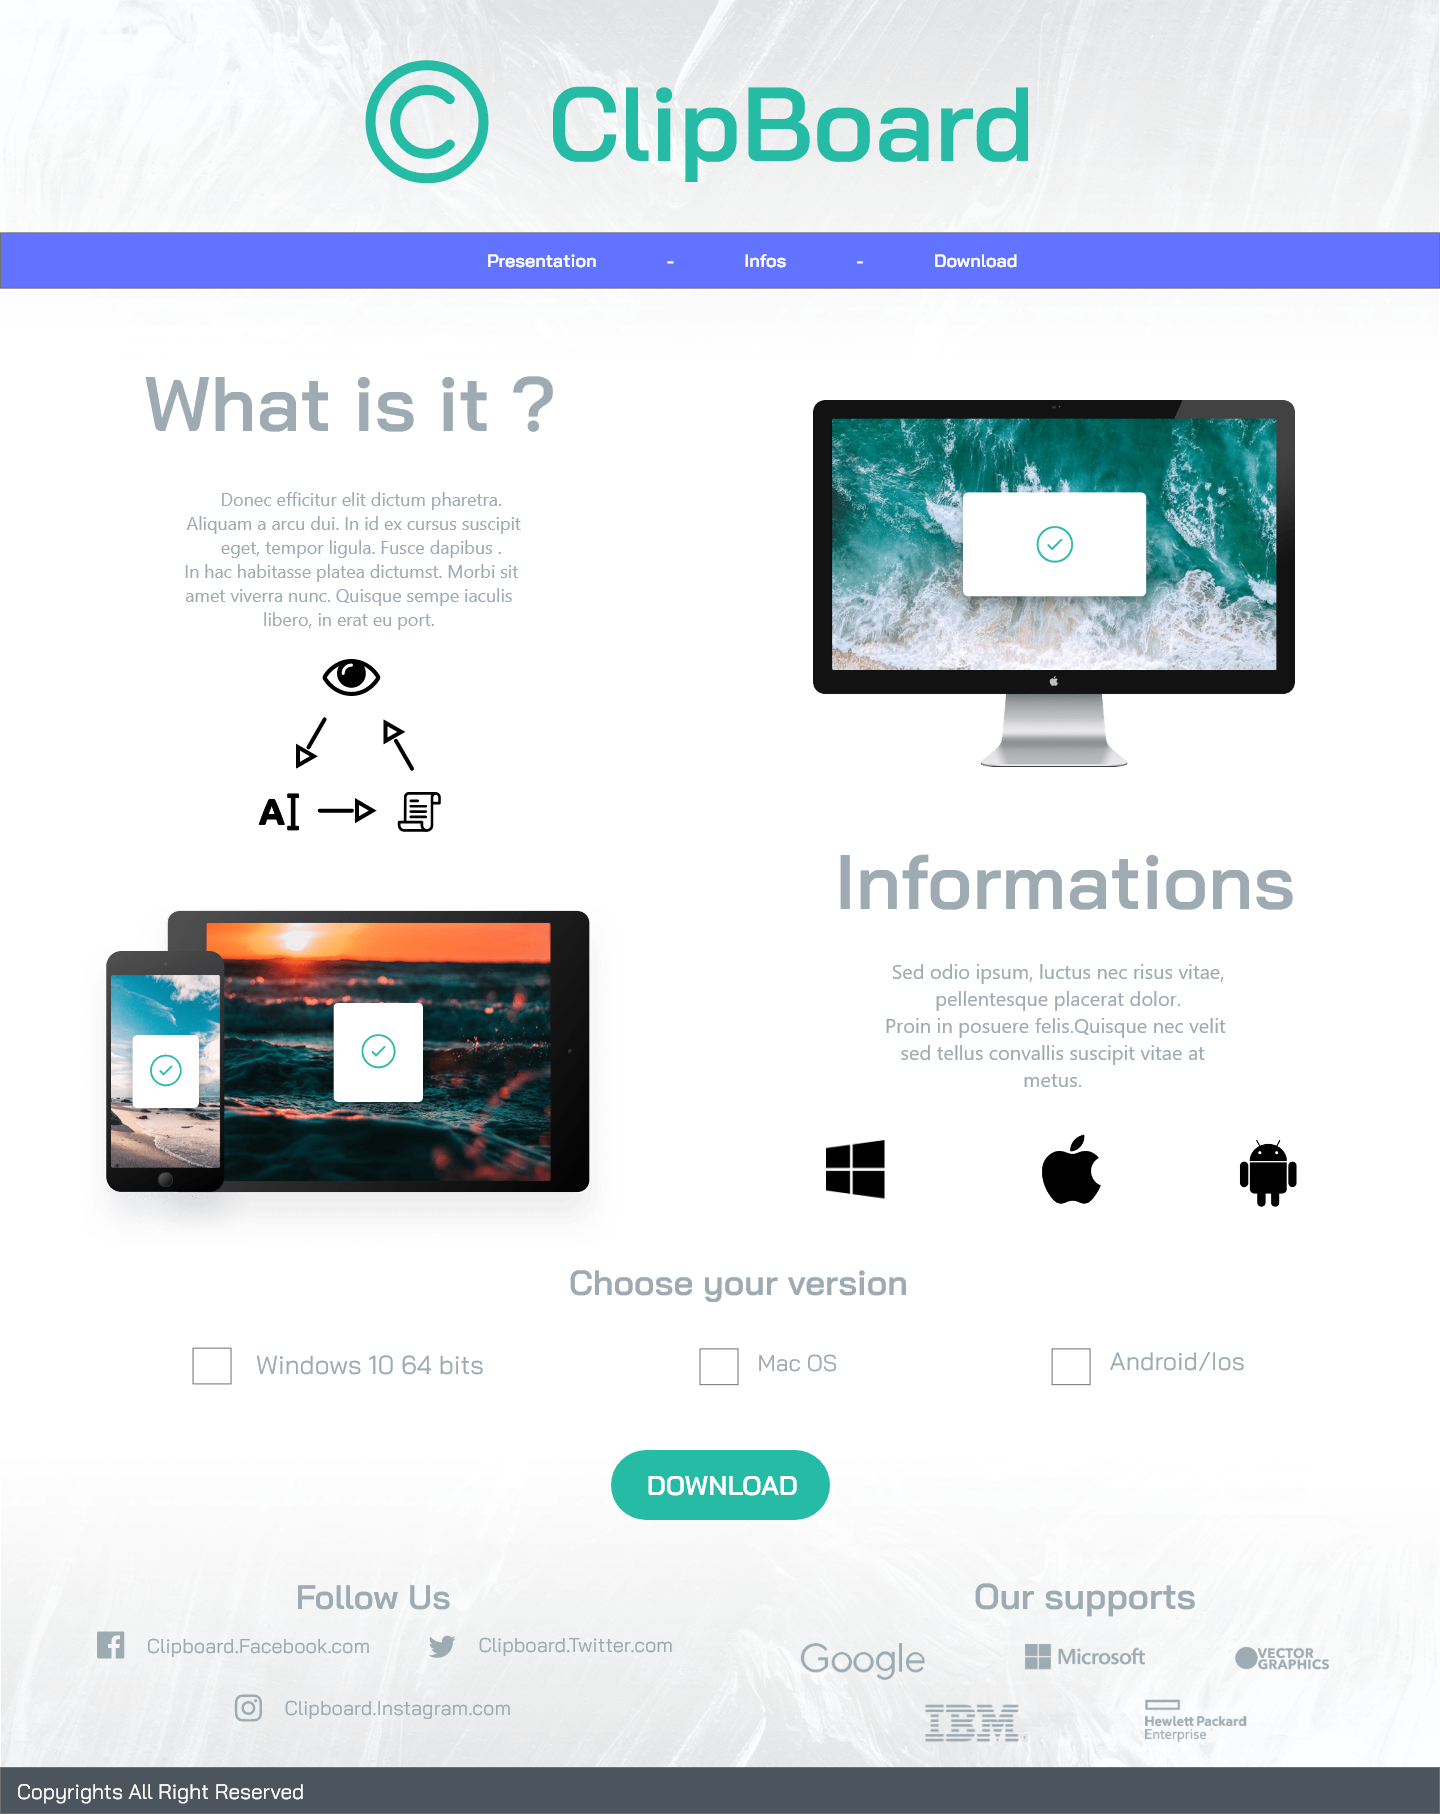 © ClipBoard
Presentation - Infos - Download
What is it ?
Donec efficitur elit dictum pharetra.
Aliquam a arcu dui. In id ex cursus suscipit
eget, tempor ligula. Fusce dapibus .
In hac habitasse platea dictumst. Morbi sit
amet viverra nunc. Quisque sempe iaculis
libero, in erat eu port.
AI
Informations
Sed odio ipsum, luctus nec risus vitae,
pellentesque placerat dolor.
Proin in posuere felis.Quisque nec velit
sed tellus convallis suscipit vitae at
metus.
Choose your version
Windows 10 64 bits
Mac OS
Android/Ios
DOWNLOAD
Follow Us
Clipboard.Facebook.com
Clipboard.Twitter.com
Clipboard.Instagram.com
Our supports
Google
Microsoft
VECTOR
GRAPHICS
IBM
Hewlett Packard
Enterprise
Copyrights All Right Reserved